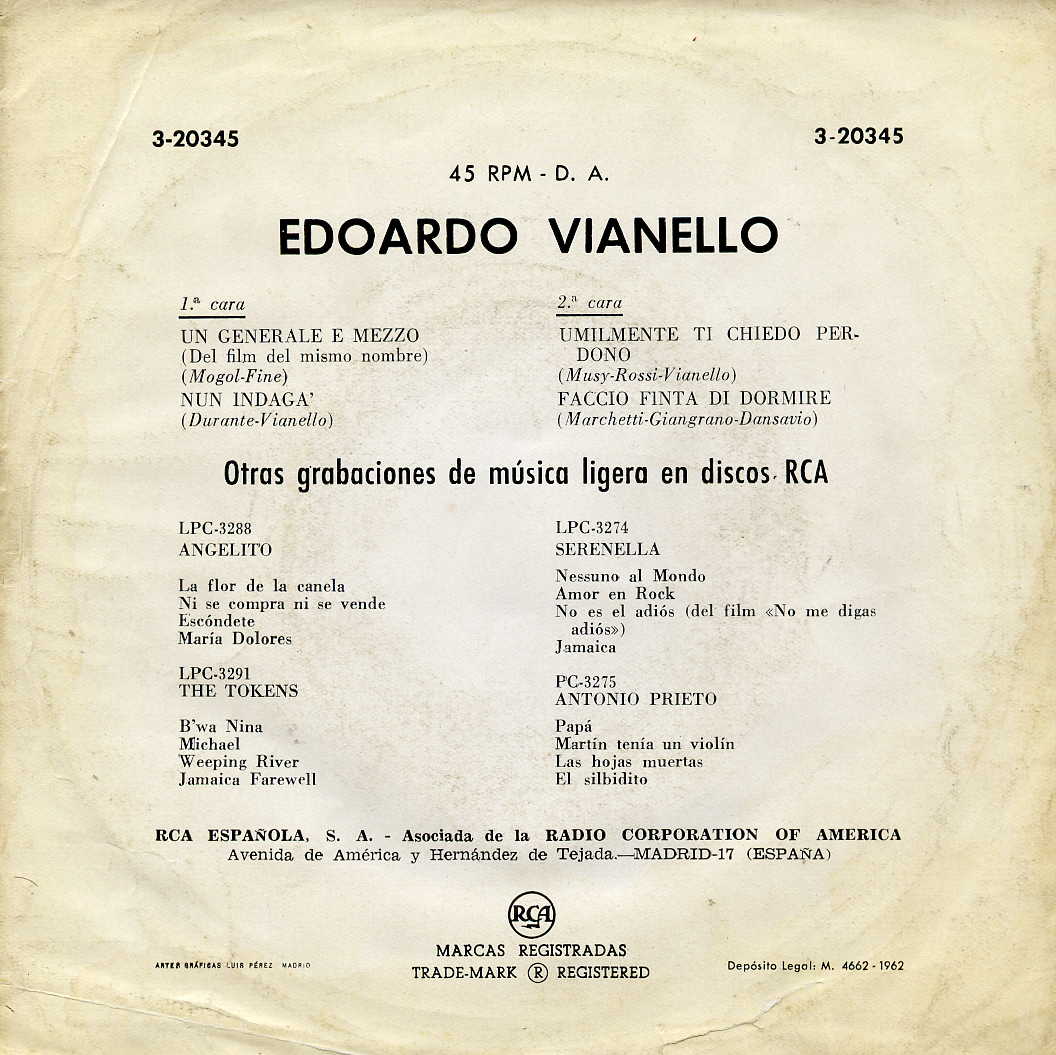 3-20345
3-20345
45 RPM - D. A.
EDOARDO VIANELLO
1.ª cara
UN GENERALE E MEZZO
(Del film del mismo nombre)
(Mogol-Fine)
NUN INDAGA'
(Durante-Vianello)
2.ª cara
UMILMENTE TI CHIEDO PER-
DONO
(Musy-Rossi-Vianello)
FACCIO FINTA DI DORMIRE
(Marchetti-Giangrano-Dansavio)
Otras grabaciones de música ligera en discos RCA
LPC-3288
ANGELITO
La flor de la canela
Ni se compra ni se vende
Escóndete
María Dolores
LPC-3291
THE TOKENS
B'wa Nina
Michael
Weeping River
Jamaica Farewell
LPC-3274
SERENELLA
Nessuno al Mondo
Amor en Rock
No es el adiós (del film «No me digas
adiós»)
Jamaica
PC-3275
ANTONIO PRIETO
Papá
Martín tenía un violín
Las hojas muertas
El silbidito
RCA ESPAÑOLA, S. A. - Asociada de la RADIO CORPORATION OF AMERICA
Avenida de América y Hernández de Tejada.—MADRID-17 (ESPAÑA)
RCA
MARCAS REGISTRADAS
TRADE-MARK ® REGISTERED
ARTES GRÁFICAS LUIS PÉREZ MADRID
Depósito Legal: M. 4662 - 1962